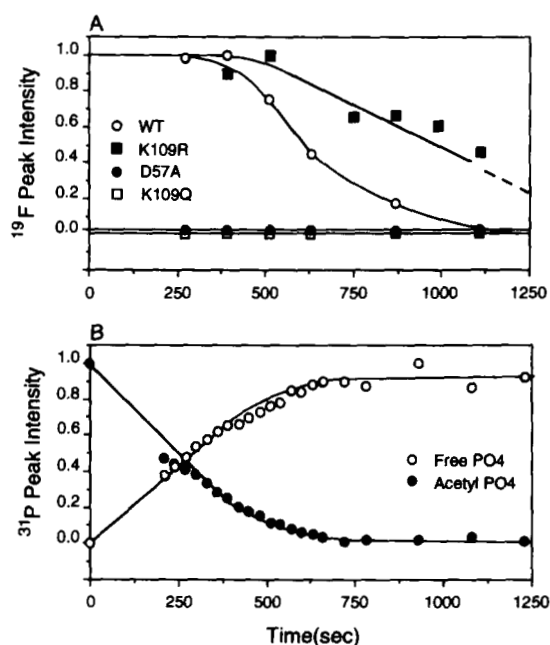 A
1.0
0.8
0.6
0.4
0.2
0.0
19F Peak Intensity
WT
K109R
D57A
K109Q
0
250
500
750
1000
1250
B
1.0
0.8
0.6
0.4
0.2
0.0
31P Peak Intensity
Free PO4
Acetyl PO4
0
250
500
750
1000
1250
Time(sec)